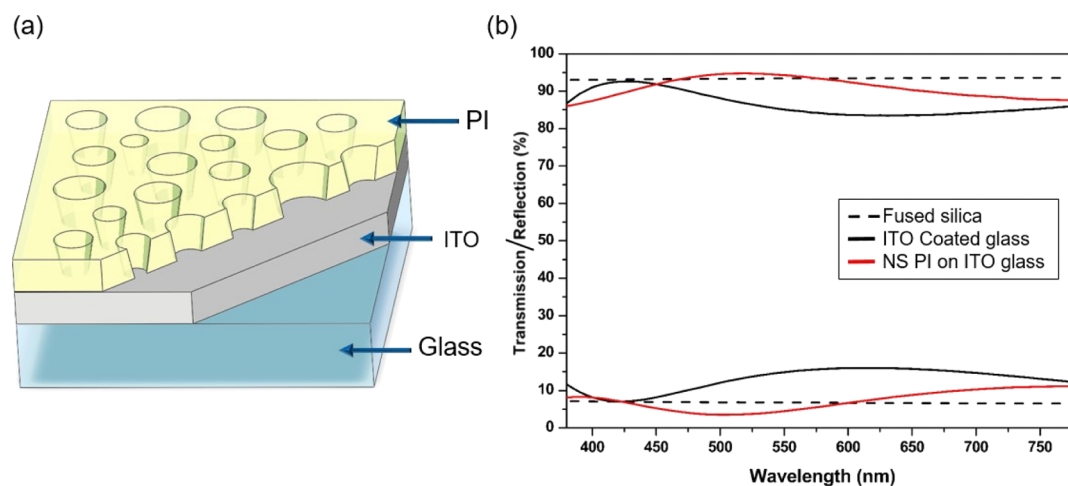 (a)
PI
ITO
Glass
(b)
Transmission/Reflection (%)
100
90
80
70
60
50
40
30
20
10
0
Fused silica
ITO Coated glass
NS PI on ITO glass
400 450 500 550 600 650 700 750
Wavelength (nm)